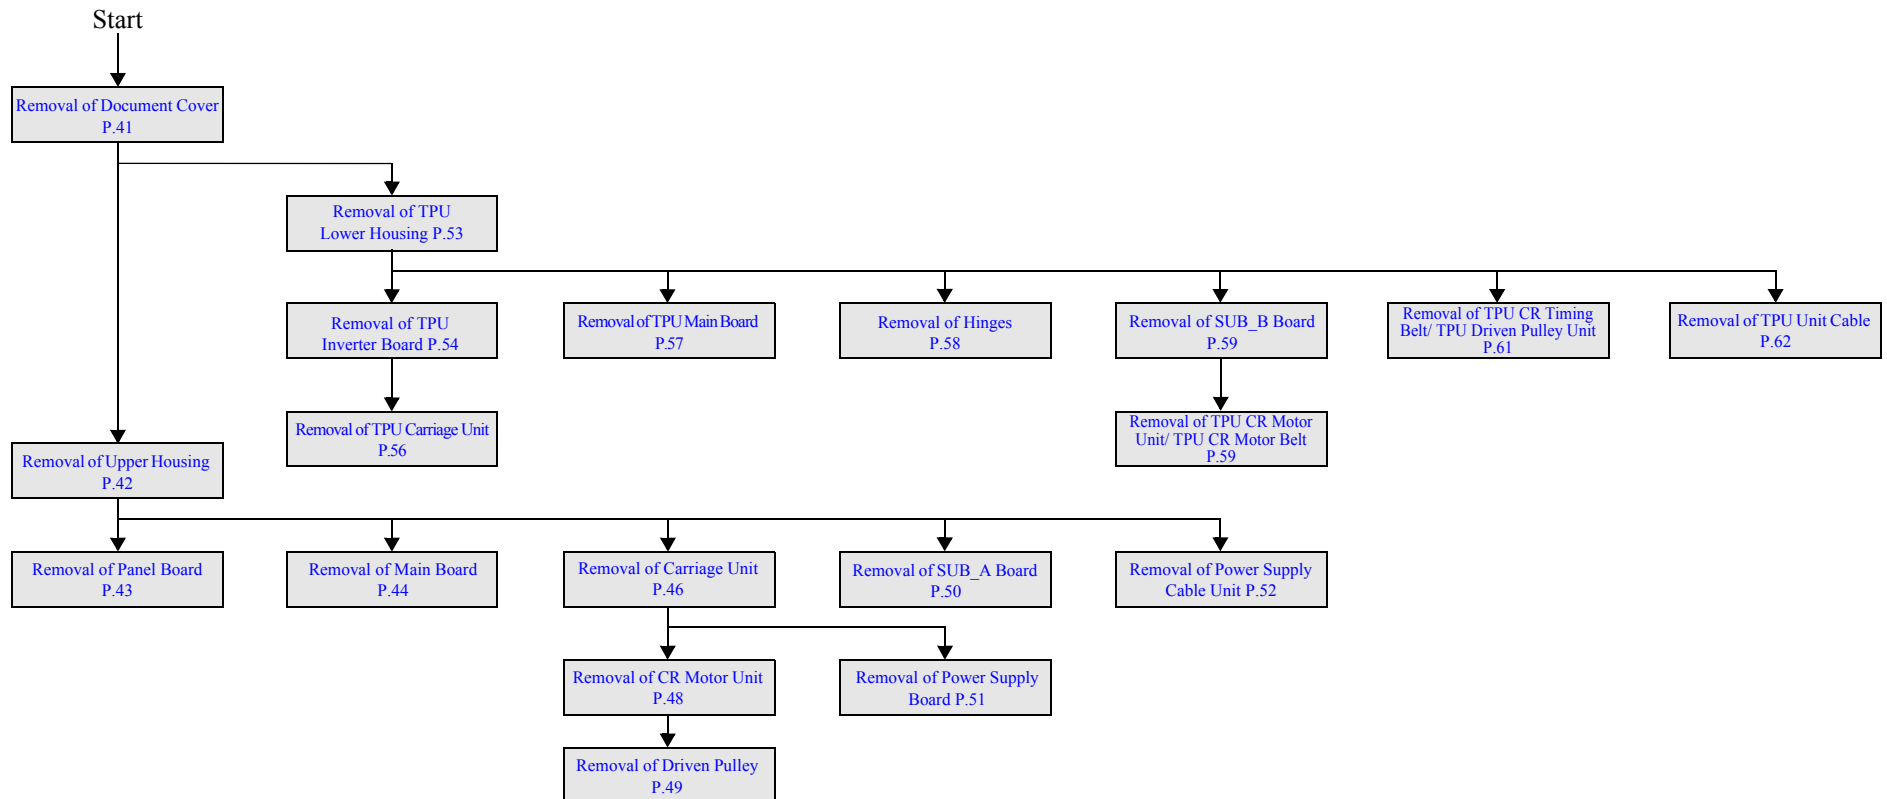 Start
Removal of Document Cover
P.41
Removal of TPU
Lower Housing P.53
Removal of TPU
Inverter Board P.54
Removal of TPU Main Board
P.57
Removal of Hinges
P.58
Removal of SUB_B Board
P.59
Removal of TPU CR Timing
Belt/ TPU Driven Pulley Unit
P.61
Removal of TPU Unit Cable
P.62
Removal of TPU Carriage Unit
P.56
Removal of TPU CR Motor
Unit/ TPU CR Motor Belt
P.59
Removal of Upper Housing
P.42
Removal of Panel Board
P.43
Removal of Main Board
P.44
Removal of Carriage Unit
P.46
Removal of SUB_A Board
P.50
Removal of Power Supply
Cable Unit P.52
Removal of CR Motor Unit
P.48
Removal of Power Supply
Board P.51
Removal of Driven Pulley
P.49